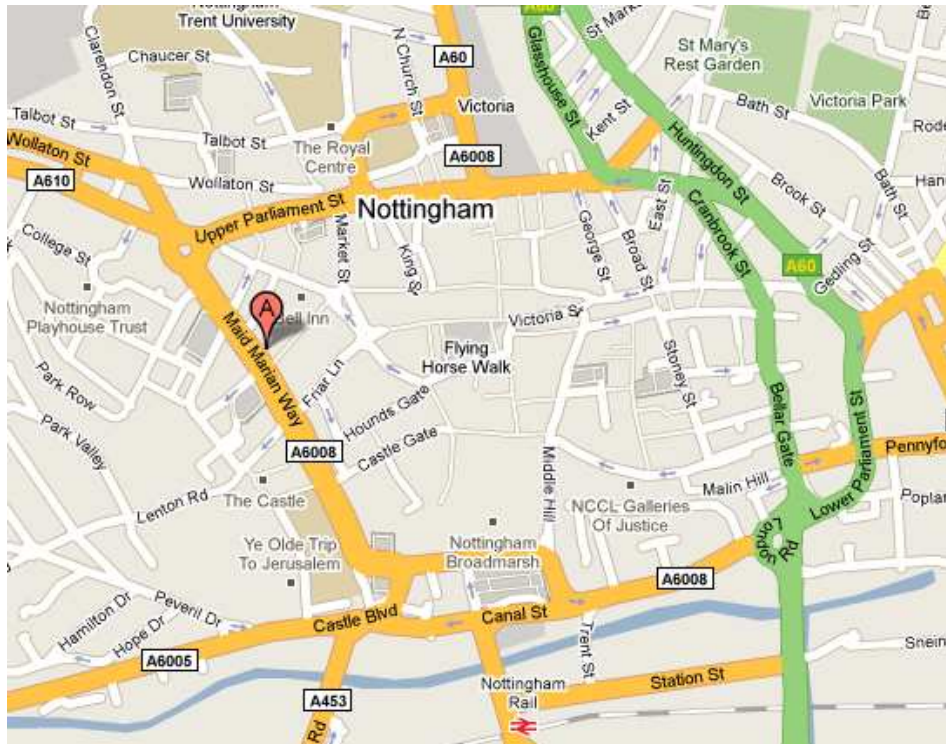 Nottingham
Trent University
A60
A60
Clarendon St
N Church St
Glasshouse St
St Mark
St Mary's
Rest Garden
Chaucer St
Victoria
Kent St
Bath St
Victoria Park
Talbot St
Talbot St
Wollaton St
The Royal
Centre
A6008
Huntingdon St
A610
Wollaton St
Upper Parliament St
Nottingham
East St
Cranbrook St
Brook St
Bath St
College St
Market St
King St
George St
Broad St
A60
Gedling St
Nottingham
Playhouse Trust
A
Bell Inn
Victoria S
Maid Marian Way
Flying
Horse Walk
Friar Ln
Stoney St
Park Row
Hounds Gate
Bellar Gate
Park Valley
A6008
Castle Gate
Middle Hill
Lower Parliament St
Pennyfo
The Castle
Malin Hill
Lenton Rd
NCCL Galleries
Of Justice
Poplar
Ye Olde Trip
To Jerusalem
Nottingham
Broadmarsh
London
Rd
A6008
Hamilton Dr
Peveril Dr
Hope Dr
Castle Blvd
Canal St
Trent St
Snein
A6005
Station St
A453
Nottingham
Rail
Rd